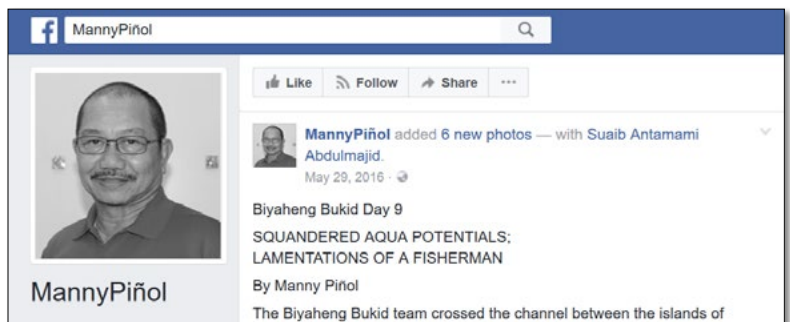 f
MannyPiñol
Like Follow Share ...
MannyPiñol added 6 new photos — with Suaib Antamami
Abdulmajid.
May 29, 2016 ·
Biyaheng Bukid Day 9
SQUANDERED AQUA POTENTIALS;
LAMENTATIONS OF A FISHERMAN
By Manny Piñol
The Biyaheng Bukid team crossed the channel between the islands of
MannyPiñol